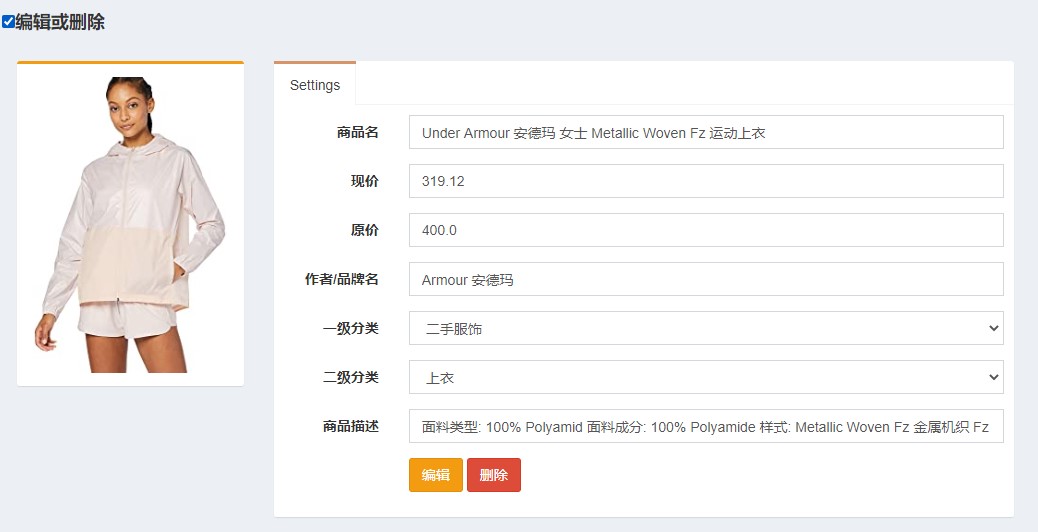 编辑或删除
Settings
商品名 Under Armour 安德玛 女士 Metallic Woven Fz 运动上衣
现价 319.12
原价 400.0
作者/品牌名 Armour 安德玛
一级分类 二手服饰
二级分类 上衣
商品描述 面料类型: 100% Polyamid 面料成分: 100% Polyamide 样式: Metallic Woven Fz 金属机织 Fz
编辑 删除